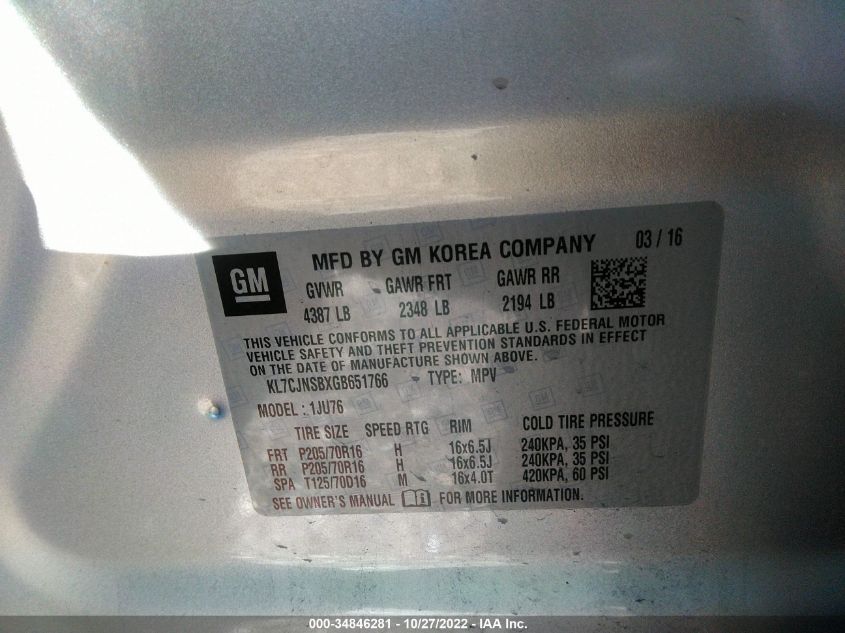 GM
MFD BY GM KOREA COMPANY 03 / 16
GVWR GAWR FRT GAWR RR
4387 LB 2348 LB 2194 LB
THIS VEHICLE CONFORMS TO ALL APPLICABLE U.S. FEDERAL MOTOR
VEHICLE SAFETY AND THEFT PREVENTION STANDARDS IN EFFECT
ON THE DATE OF MANUFACTURE SHOWN ABOVE.
KL7CJNSBXGB651766 TYPE: MPV
MODEL : 1JU76
TIRE SIZE SPEED RTG RIM COLD TIRE PRESSURE
FRT P205/70R16 H 16x6.5J 240KPA, 35 PSI
RR P205/70R16 H 16x6.5J 240KPA, 35 PSI
SPA T125/70D16 M 16x4.0T 420KPA, 60 PSI
SEE OWNER'S MANUAL FOR MORE INFORMATION.
000-34846281 - 10/27/2022 - IAA Inc.